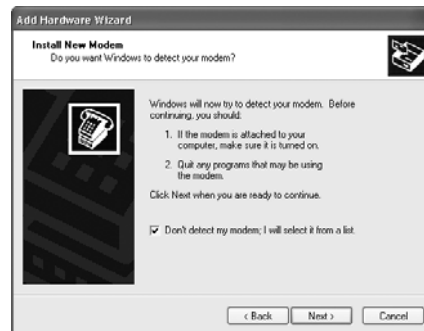 Add Hardware Wizard
Install New Modem
Do you want Windows to detect your modem?
Windows will now try to detect your modem. Before
continuing, you should:
1. If the modem is attached to your
computer, make sure it is turned on.
2. Quit any programs that may be using
the modem.
Click Next when you are ready to continue.
Don't detect my modem; I will select it from a list.
< Back
Next >
Cancel